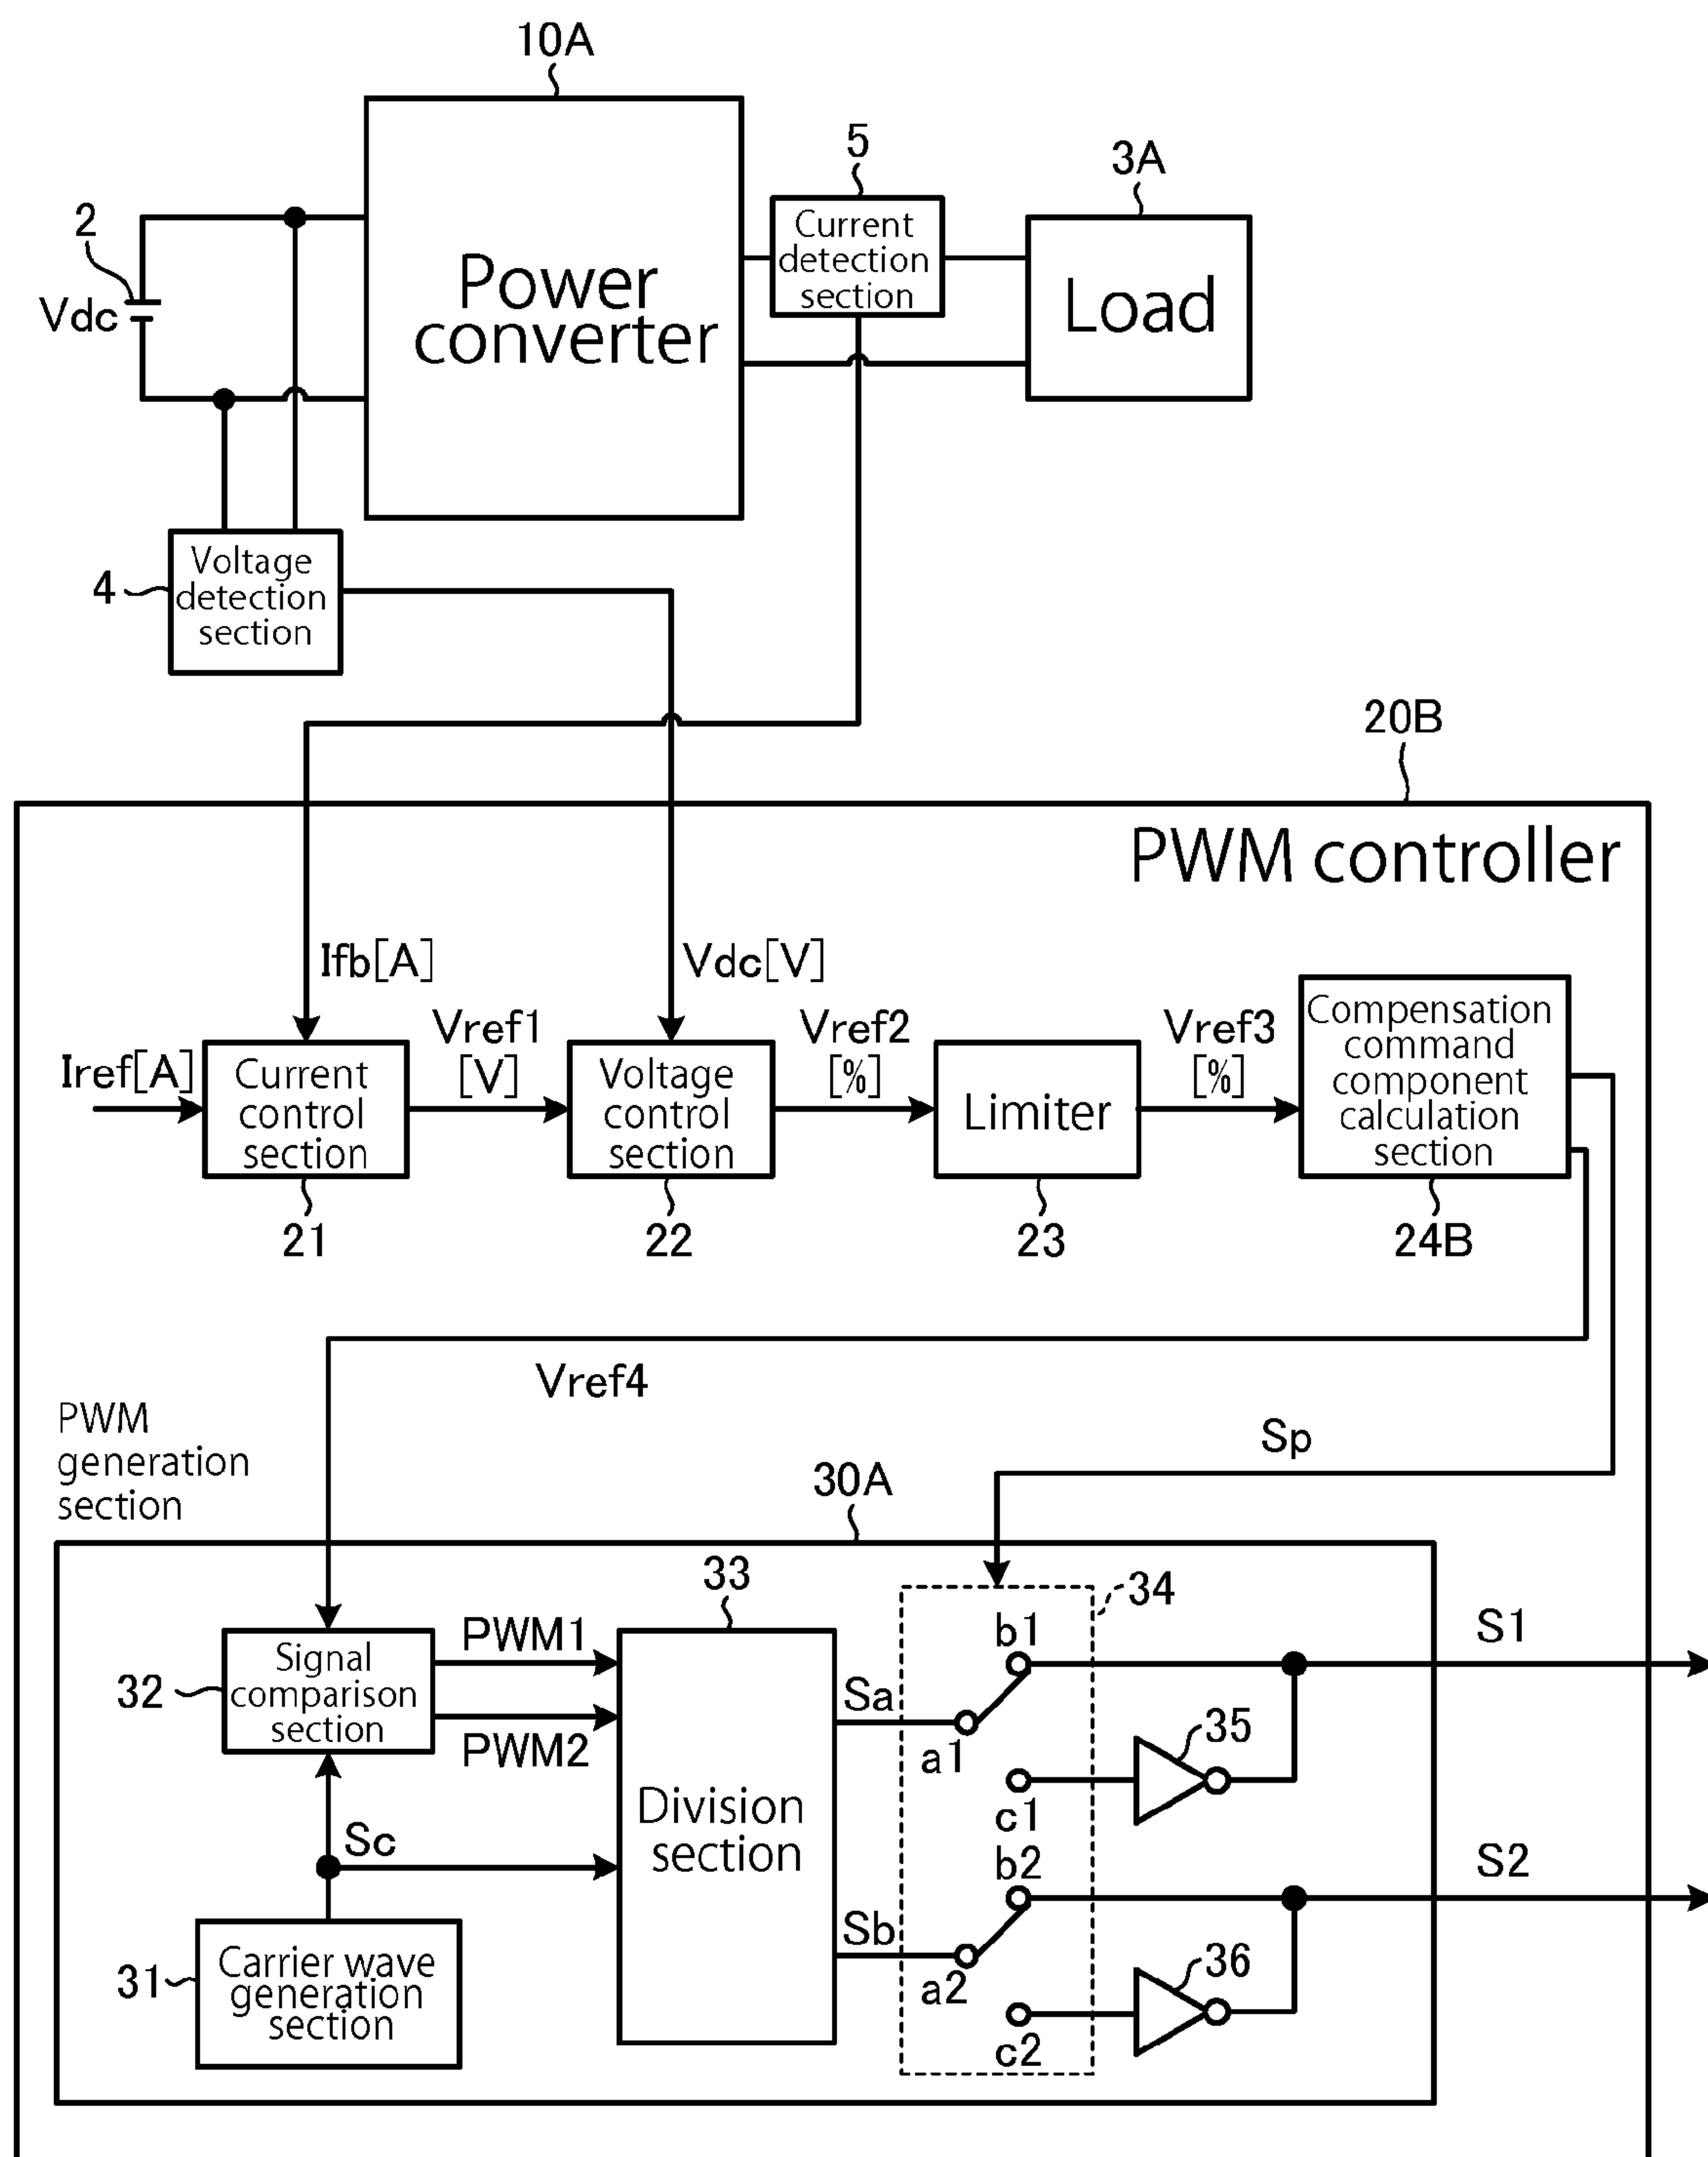 10A
5
3A
2
Vdc
Power
converter
Current
detection
section
Load
4
Voltage
detection
section
20B
PWM controller
Ifb[A]
Vdc[V]
Iref[A]
Current
control
section
21
Vref1
[V]
Voltage
control
section
22
Vref2
[%]
Limiter
23
Vref3
[%]
Compensation
command
component
calculation
section
24B
Vref4
Sp
PWM
generation
section
30A
33
34
32
Signal
comparison
section
PWM1
PWM2
Division
section
Sa
Sb
a1
b1
c1
a2
b2
c2
35
36
S1
S2
Sc
31
Carrier wave
generation
section